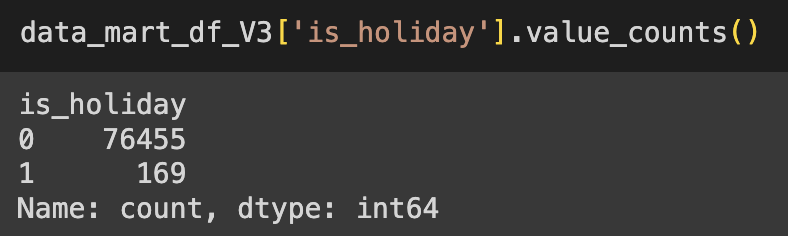 data_mart_df_V3['is_holiday'].value_counts()
is_holiday
0    76455
1      169
Name: count, dtype: int64